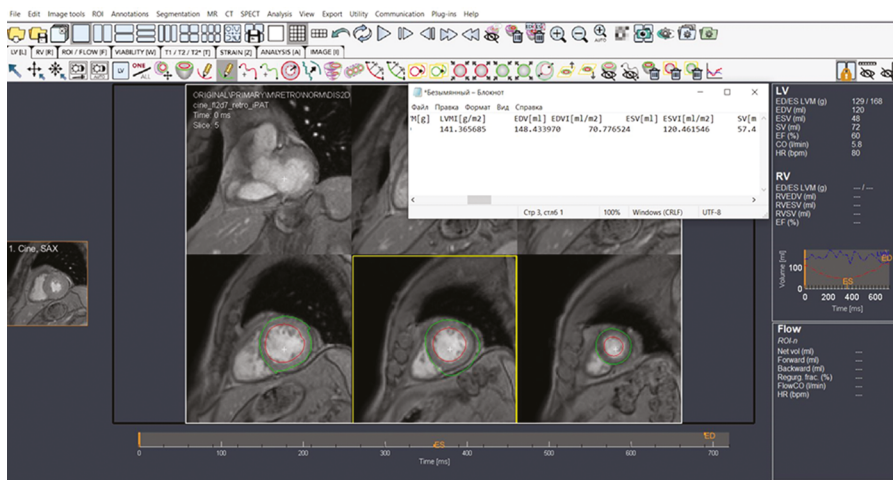 File Edit Image tools ROI Annotations Segmentation MR CT SPECT Analysis View Export Utility Communication Plug-ins Help
LV [L] RV [R] ROI / FLOW [F] VIABILITY [W] T1 / T2 / T2* [T] STRAIN [Z] ANALYSIS [A] IMAGE [I]
LV ONE ALL
ORIGINAL\PRIMARY\M\RETRO\NORM\DIS2D
cine_fl2d7_retro_iPAT
Time: 0 ms
Slice: 5
*Безымянный – Блокнот
Файл Правка Формат Вид Справка
M[g] LVMI[g/m2] EDV[ml] EDVI[ml/m2] ESV[ml] ESVI[ml/m2] SV[m
141.365685 148.433970 70.776524 120.461546 57.4
Стр 3, стлб 1 100% Windows (CRLF) UTF-8
1. Cine, SAX
LV
ED/ES LVM (g) 129 / 168
EDV (ml) 120
ESV (ml) 48
SV (ml) 72
EF (%) 60
CO (l/min) 5.8
HR (bpm) 80
RV
ED/ES LVM (g) --- / ---
RVEDV (ml) ---
RVESV (ml) ---
RVSV (ml) ---
EF (%) ---
Volume [ml]
100
0
ED
ES
0 200 400 600
Time [ms]
Flow
ROI-n
Net vol (ml) ---
Forward (ml) ---
Backward (ml) ---
Regurg. frac. (%) ---
FlowCO (l/min) ---
HR (bpm) ---
ES
ED
0 100 200 300 400 500 600 700
Time [ms]